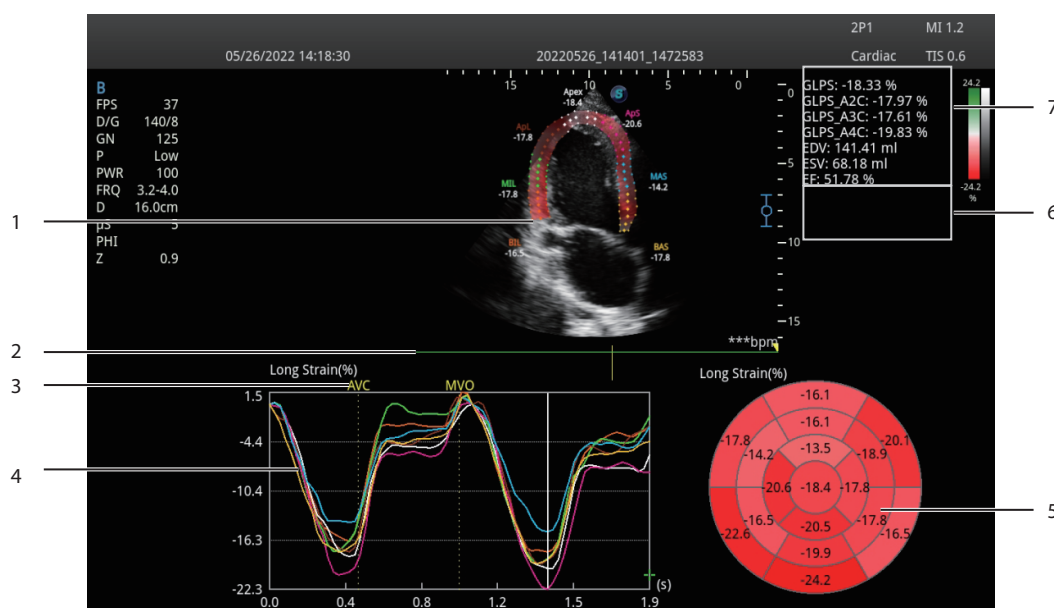 2P1 MI 1.2
05/26/2022 14:18:30 20220526_141401_1472583 Cardiac TIS 0.6
B
FPS 37
D/G 140/8
GN 125
P Low
PWR 100
FRQ 3.2-4.0
D 16.0cm
µS 5
PHI
Z 0.9
15 10 5 0
S
Apex
-18.4
ApL
-17.8
ApS
-20.6
MIL
-17.8
MAS
-14.2
BIL
-16.5
BAS
-17.8
0
-5
-10
-15
***bpm
GLPS: -18.33 %
GLPS_A2C: -17.97 %
GLPS_A3C: -17.61 %
GLPS_A4C: -19.83 %
EDV: 141.41 ml
ESV: 68.18 ml
EF: 51.78 %
24.2
-24.2
%
7
6
1
2
3
4
5
Long Strain(%)
AVC MVO
1.5
-4.4
-10.4
-16.3
-22.3
0.0 0.4 0.8 1.2 1.5 1.9
(s)
Long Strain(%)
-16.1
-17.8 -16.1 -20.1
-14.2 -13.5 -18.9
-20.6 -18.4 -17.8
-22.6 -16.5 -20.5 -17.8 -16.5
-19.9
-24.2